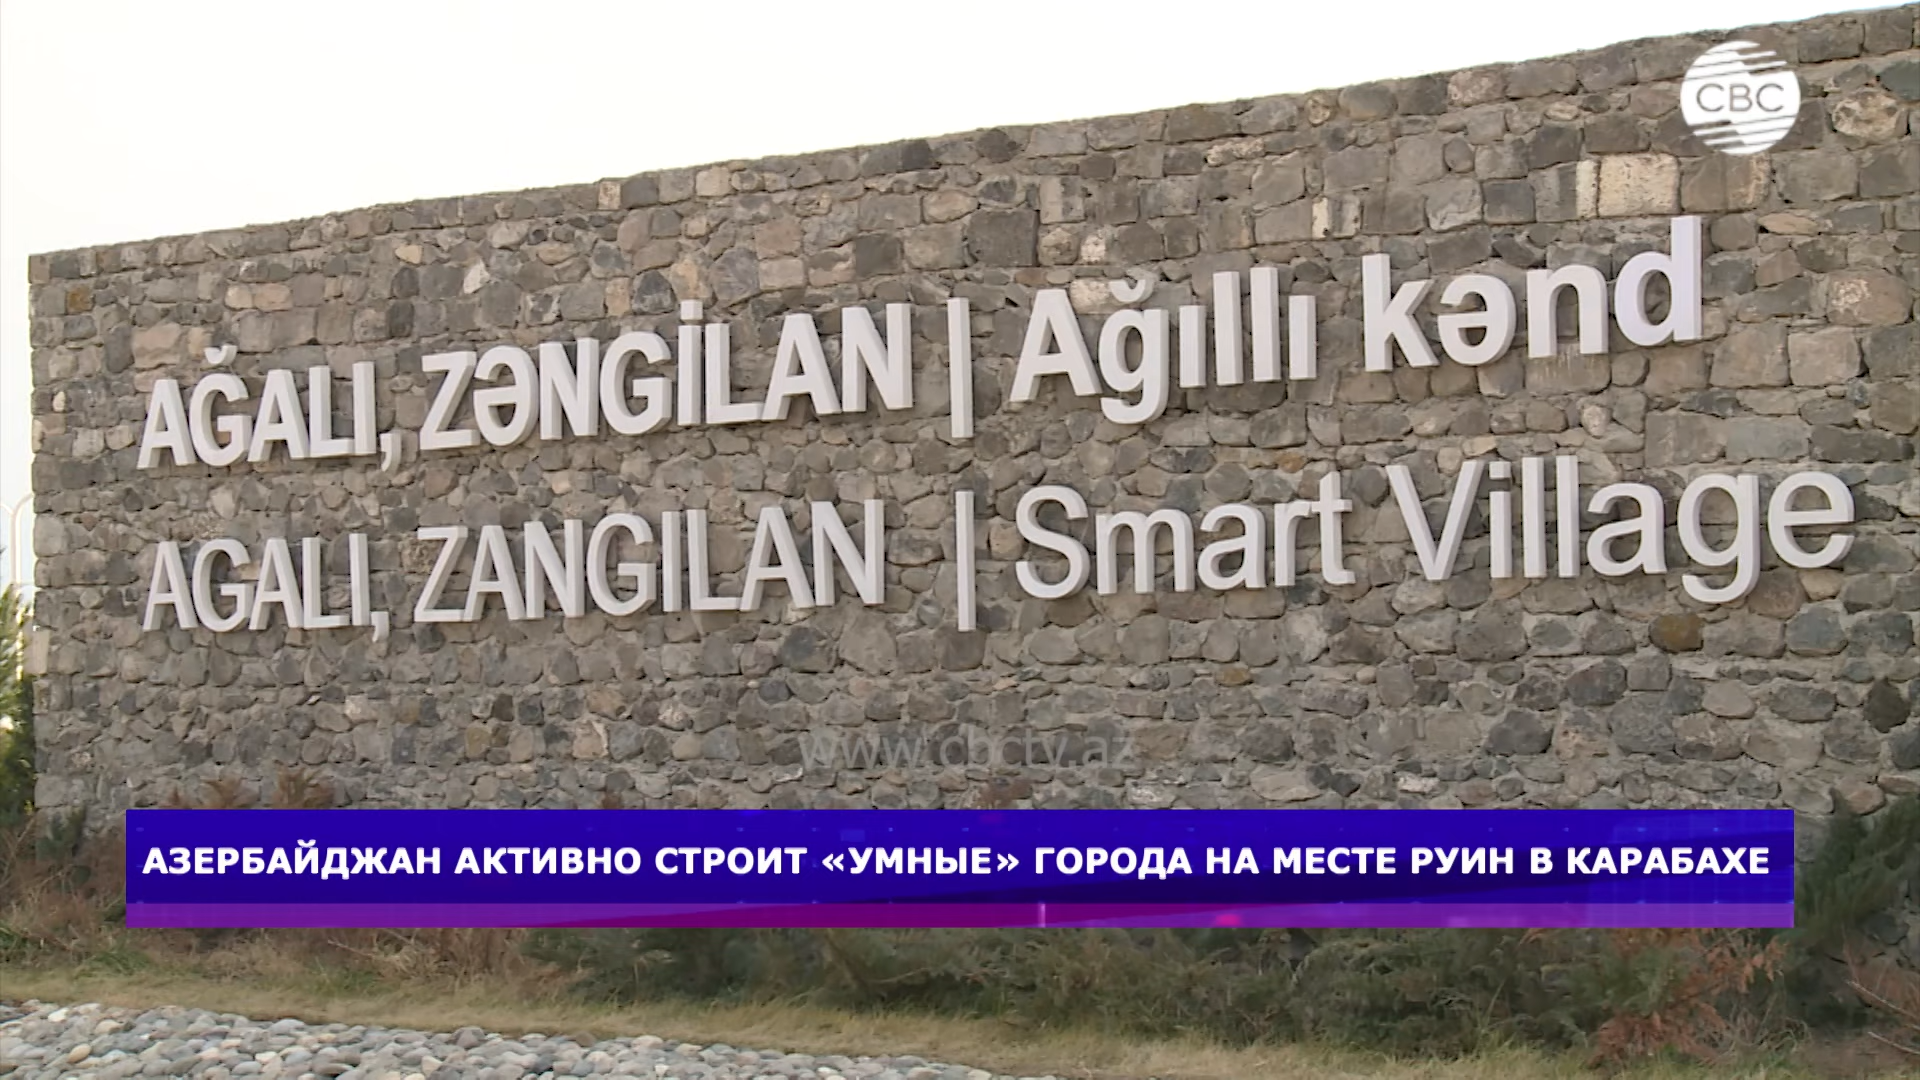 CBC
AĞALI, ZƏNGİLAN | Ağıllı kənd
AGALI, ZANGILAN | Smart Village
www.cbctv.az
АЗЕРБАЙДЖАН АКТИВНО СТРОИТ «УМНЫЕ» ГОРОДА НА МЕСТЕ РУИН В КАРАБАХЕ